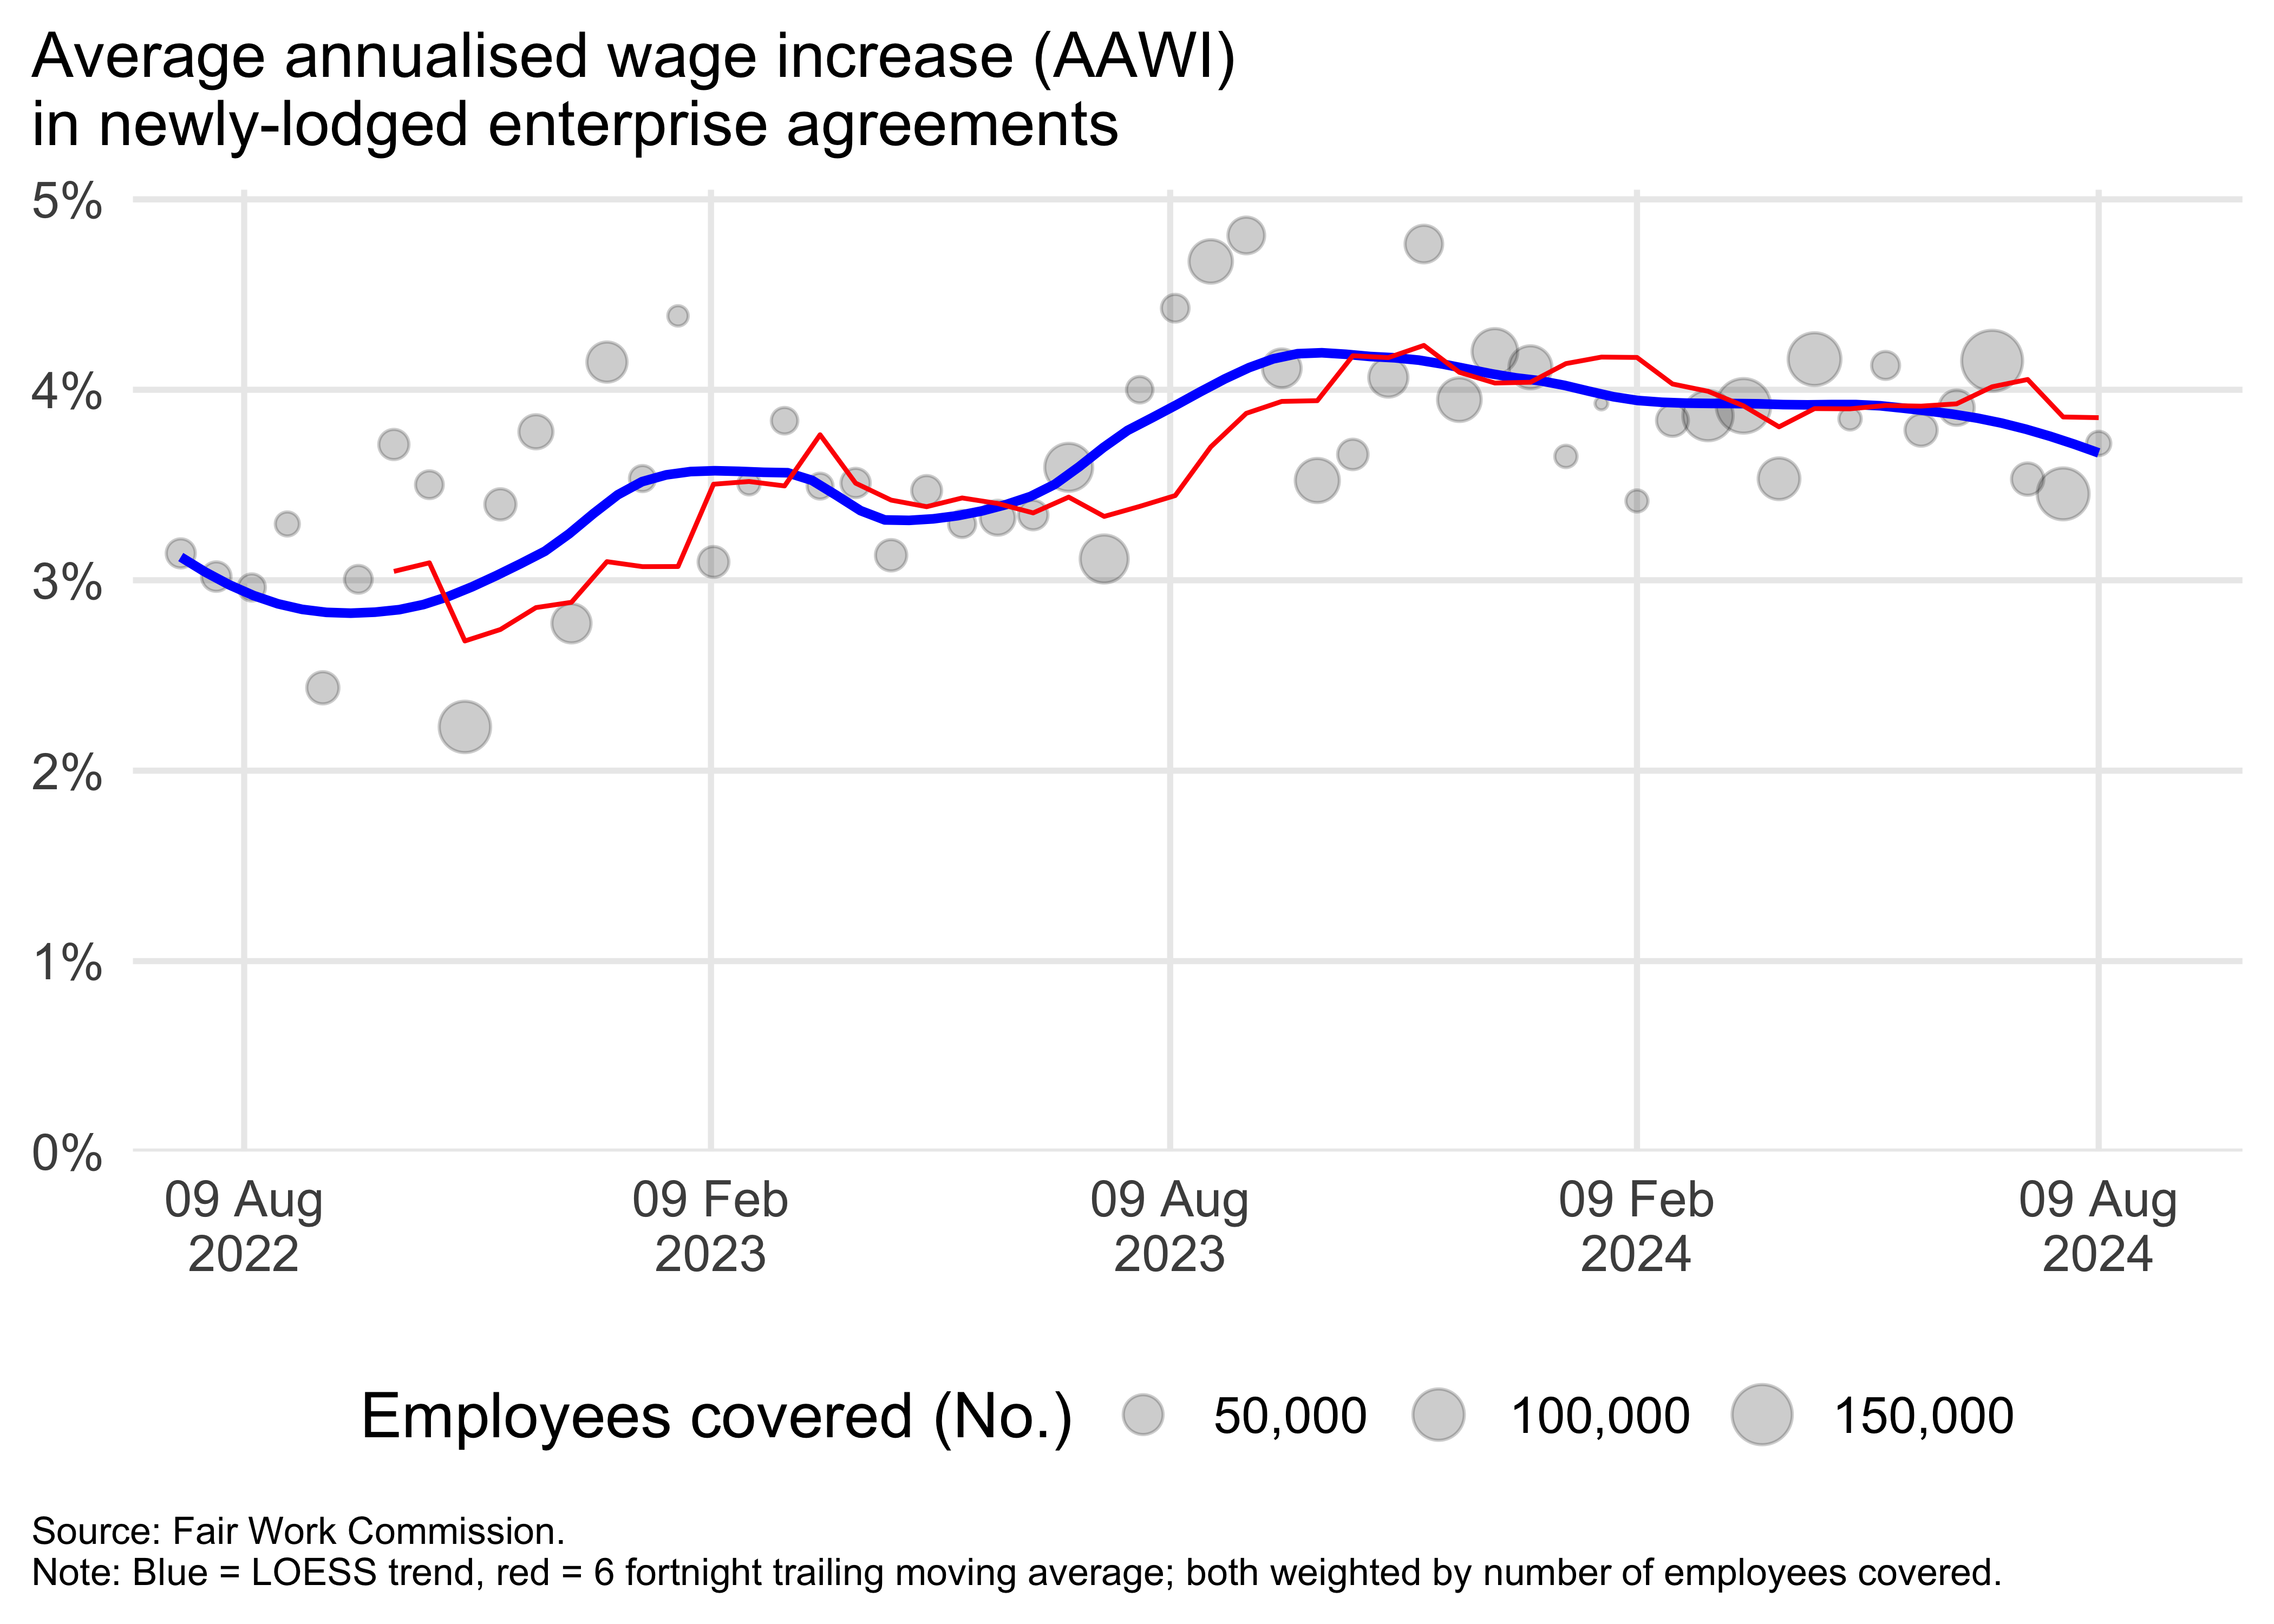 Average annualised wage increase (AAWI)
in newly-lodged enterprise agreements
5%
4%
3%
2%
1%
0%
09 Aug
2022
09 Feb
2023
09 Aug
2023
09 Feb
2024
09 Aug
2024
Employees covered (No.) 50,000 100,000 150,000
Source: Fair Work Commission.
Note: Blue = LOESS trend, red = 6 fortnight trailing moving average; both weighted by number of employees covered.